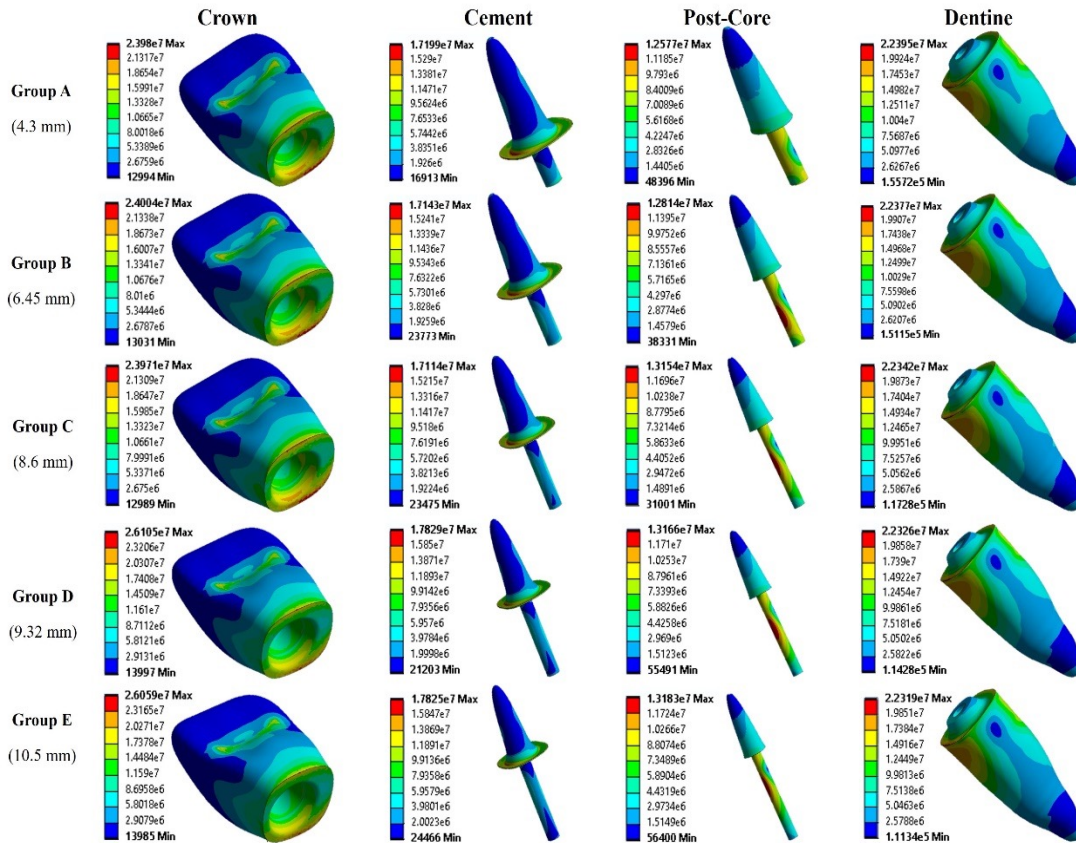 Crown Cement Post-Core Dentine
Group A
(4.3 mm)
2.398e7 Max
2.1317e7
1.8654e7
1.5991e7
1.3328e7
1.0665e7
8.0018e6
5.3389e6
2.6759e6
12994 Min
1.7199e7 Max
1.529e7
1.3381e7
1.1471e7
9.5624e6
7.6533e6
5.7442e6
3.8351e6
1.926e6
16913 Min
1.2577e7 Max
1.1185e7
9.793e6
8.4009e6
7.0089e6
5.6168e6
4.2247e6
2.8326e6
1.4405e6
48396 Min
2.2395e7 Max
1.9924e7
1.7453e7
1.4982e7
1.2511e7
1.004e7
7.5687e6
5.0977e6
2.6267e6
1.5572e5 Min
Group B
(6.45 mm)
2.4004e7 Max
2.1338e7
1.8673e7
1.6007e7
1.3341e7
1.0676e7
8.01e6
5.3444e6
2.6787e6
13031 Min
1.7143e7 Max
1.5241e7
1.3339e7
1.1436e7
9.5343e6
7.6322e6
5.7301e6
3.828e6
1.9259e6
23773 Min
1.2814e7 Max
1.1395e7
9.9752e6
8.5557e6
7.1361e6
5.7165e6
4.297e6
2.8774e6
1.4579e6
38331 Min
2.2377e7 Max
1.9907e7
1.7438e7
1.4968e7
1.2499e7
1.0029e7
7.5598e6
5.0902e6
2.6207e6
1.5115e5 Min
Group C
(8.6 mm)
2.3971e7 Max
2.1309e7
1.8647e7
1.5985e7
1.3323e7
1.0661e7
7.9991e6
5.3371e6
2.675e6
12989 Min
1.7114e7 Max
1.5215e7
1.3316e7
1.1417e7
9.518e6
7.6191e6
5.7202e6
3.8213e6
1.9224e6
23475 Min
1.3154e7 Max
1.1696e7
1.0238e7
8.7795e6
7.3214e6
5.8633e6
4.4052e6
2.9472e6
1.4891e6
31001 Min
2.2342e7 Max
1.9873e7
1.7404e7
1.4934e7
1.2465e7
9.9951e6
7.5257e6
5.0562e6
2.5867e6
1.1728e5 Min
Group D
(9.32 mm)
2.6105e7 Max
2.3206e7
2.0307e7
1.7408e7
1.4509e7
1.161e7
8.7112e6
5.8121e6
2.9131e6
13997 Min
1.7829e7 Max
1.585e7
1.3871e7
1.1893e7
9.9142e6
7.9356e6
5.957e6
3.9784e6
1.9998e6
21203 Min
1.3166e7 Max
1.171e7
1.0253e7
8.7961e6
7.3393e6
5.8826e6
4.4258e6
2.969e6
1.5123e6
55491 Min
2.2326e7 Max
1.9858e7
1.739e7
1.4922e7
1.2454e7
9.9861e6
7.5181e6
5.0502e6
2.5822e6
1.1428e5 Min
Group E
(10.5 mm)
2.6059e7 Max
2.3165e7
2.0271e7
1.7378e7
1.4484e7
1.159e7
8.6958e6
5.8018e6
2.9079e6
13985 Min
1.7825e7 Max
1.5847e7
1.3869e7
1.1891e7
9.9136e6
7.9358e6
5.9579e6
3.9801e6
2.0023e6
24466 Min
1.3183e7 Max
1.1724e7
1.0266e7
8.8074e6
7.3489e6
5.8904e6
4.4319e6
2.9734e6
1.5149e6
56400 Min
2.2319e7 Max
1.9851e7
1.7384e7
1.4916e7
1.2449e7
9.9813e6
7.5138e6
5.0463e6
2.5788e6
1.1134e5 Min